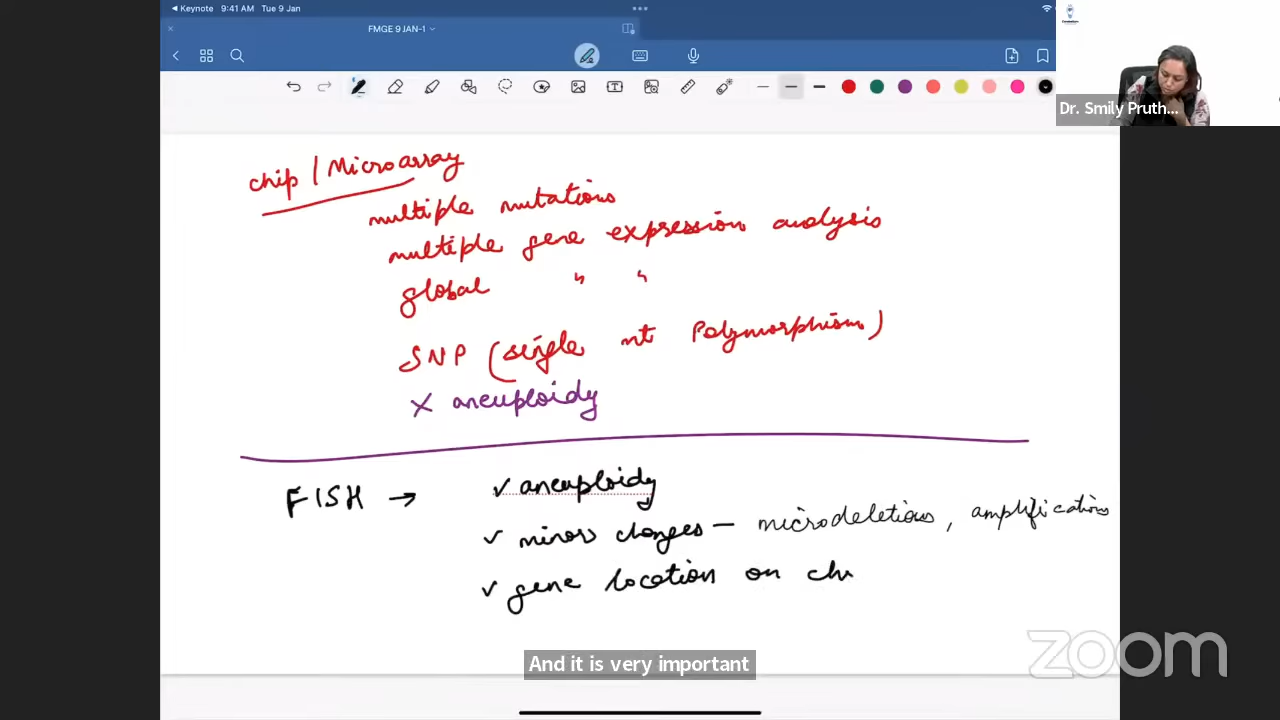 Keynote 9:41 AM Tue 9 Jan
FMGE 9 JAN-1
Dr. Smily Pruth...
chip / Microarray
multiple mutations
multiple gene expression analysis
global " "
SNP (single nt Polymorphism)
X aneuploidy
FISH → ✓ aneuploidy
✓ minor changes - microdeletions, amplifications
✓ gene location on ch
zoom
And it is very important